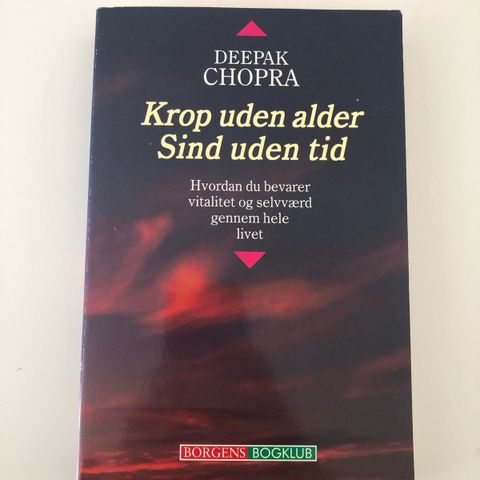 DEEPAK
CHOPRA
Krop uden alder
Sind uden tid
Hvordan du bevarer
vitalitet og selvværd
gennem hele
livet
BORGENS BOGKLUB